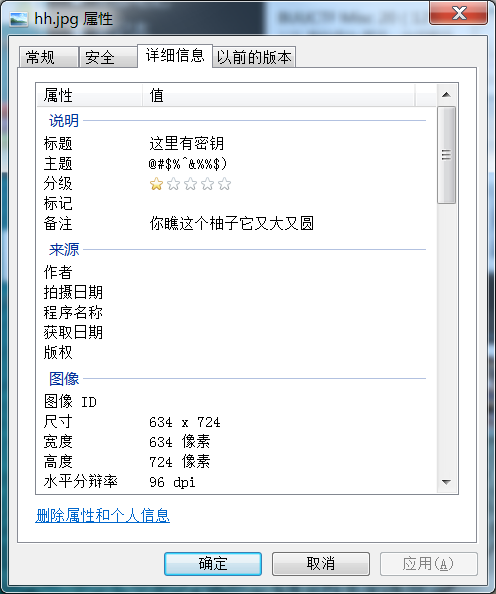 hh.jpg 属性
常规 安全 详细信息 以前的版本
属性 值
说明
标题 这里有密钥
主题 @#$%^&%%$)
分级
标记
备注 你瞧这个柚子它又大又圆
来源
作者
拍摄日期
程序名称
获取日期
版权
图像
图像 ID
尺寸 634 x 724
宽度 634 像素
高度 724 像素
水平分辩率 96 dpi
删除属性和个人信息
确定 取消 应用(A)